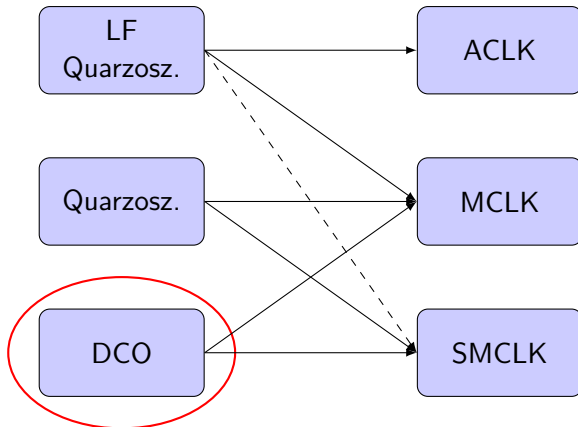 LF
Quarzosz.
ACLK
Quarzosz.
MCLK
DCO
SMCLK